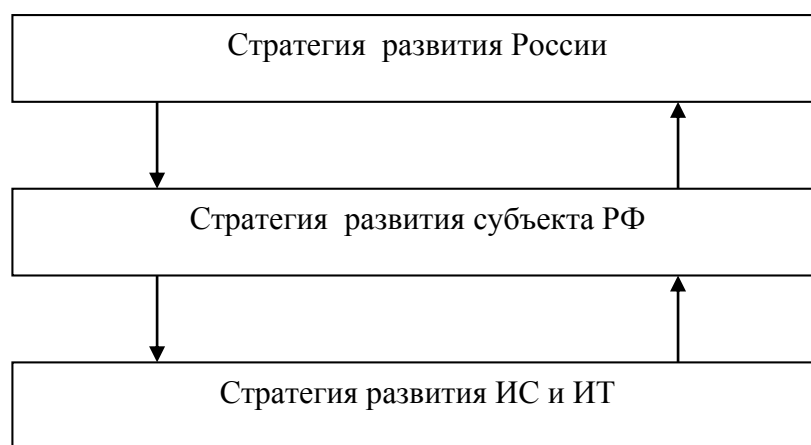 Стратегия развития России
Стратегия развития субъекта РФ
Стратегия развития ИС и ИТ